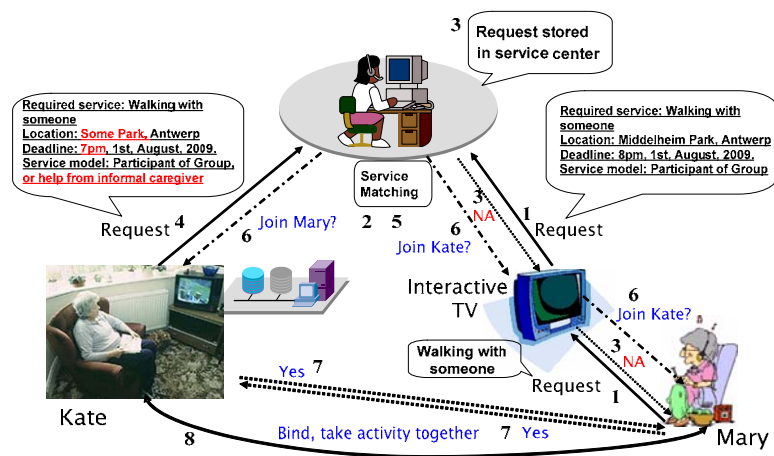 3
Request stored
in service center
Required service: Walking with
someone
Location: Some Park, Antwerp
Deadline: 7pm, 1st, August, 2009,
Service model: Participant of Group,
or help from informal caregiver
Required service: Walking with
someone
Location: Middelheim Park, Antwerp
Deadline: 8pm, 1st, August, 2009,
Service model: Participant of Group
Service
Matching
2 5
4
Request
6
Join Mary?
6
Join Kate?
3
NA
1
Request
Interactive
TV
6
Join Kate?
3
NA
Walking with
someone
Request
1
Yes 7
7 Yes
Kate
8
Bind, take activity together
Mary